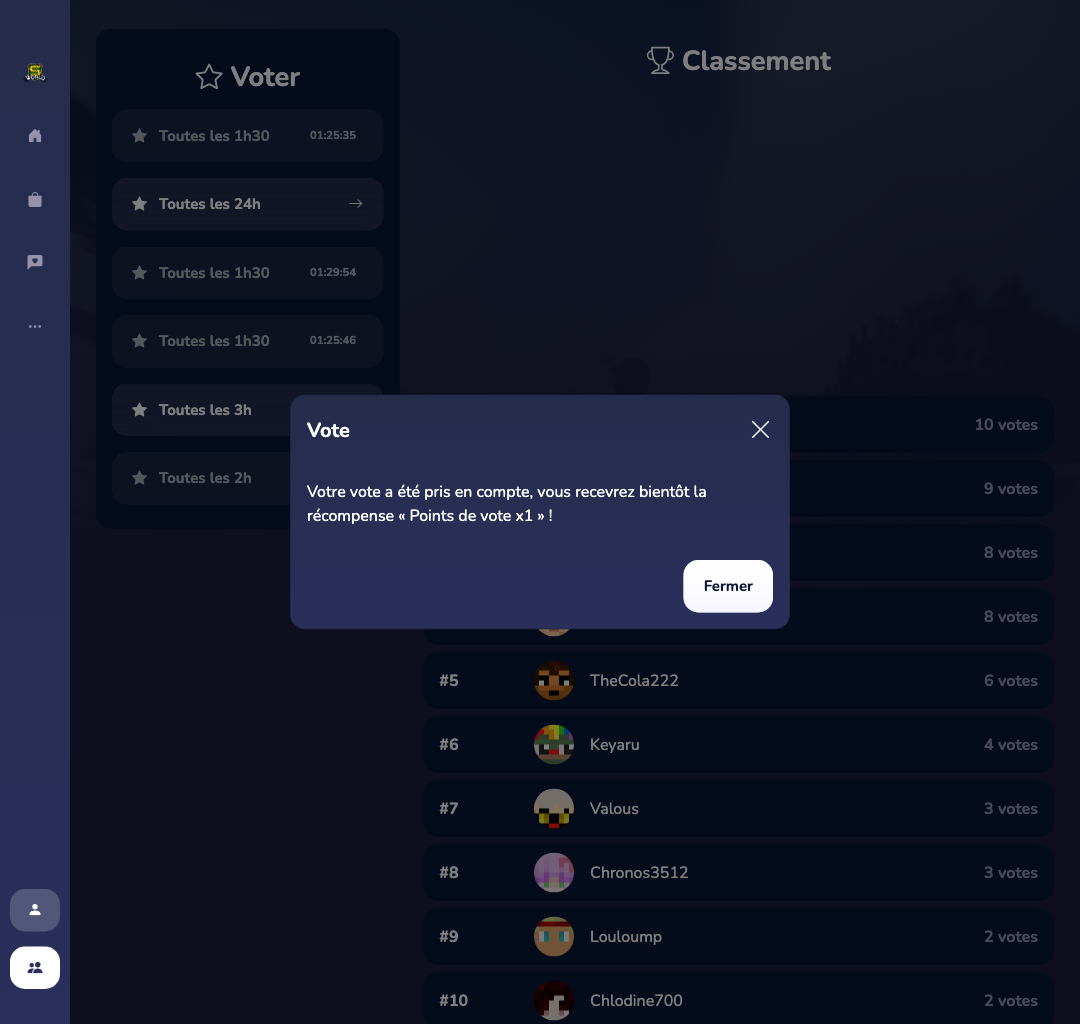 Voter
Toutes les 1h30 01:25:35
Toutes les 24h
Toutes les 1h30 01:29:54
Toutes les 1h30 01:25:46
Toutes les 3h
Toutes les 2h
Classement
10 votes
9 votes
8 votes
8 votes
#5 TheCola222 6 votes
#6 Keyaru 4 votes
#7 Valous 3 votes
#8 Chronos3512 3 votes
#9 Louloump 2 votes
#10 Chlodine700 2 votes
Vote
Votre vote a été pris en compte, vous recevrez bientôt la
récompense « Points de vote x1 » !
Fermer